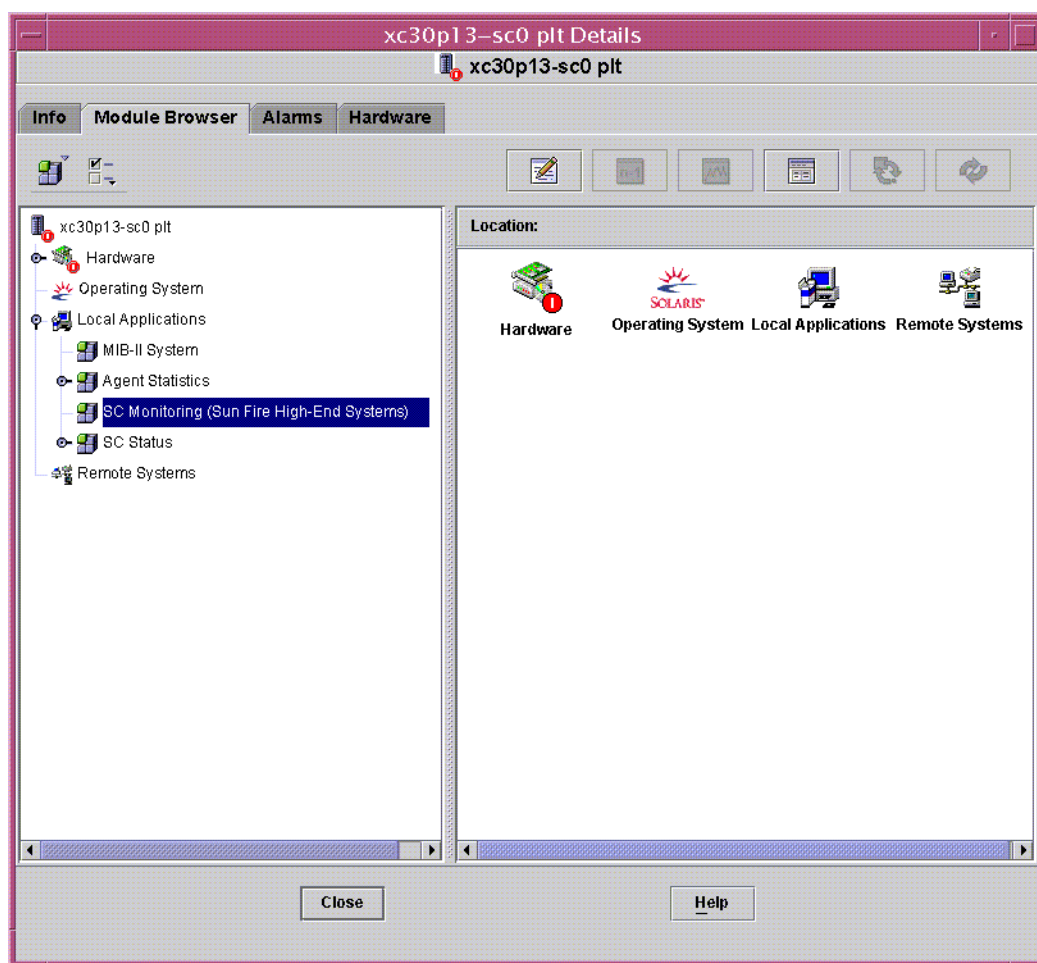 xc30p13–sc0 plt Details
xc30p13-sc0 plt
Info Module Browser Alarms Hardware
xc30p13-sc0 plt
Hardware
Operating System
Local Applications
MIB-II System
Agent Statistics
SC Monitoring (Sun Fire High-End Systems)
SC Status
Remote Systems
Location:
SOLARIS
Hardware Operating System Local Applications Remote Systems
Close Help